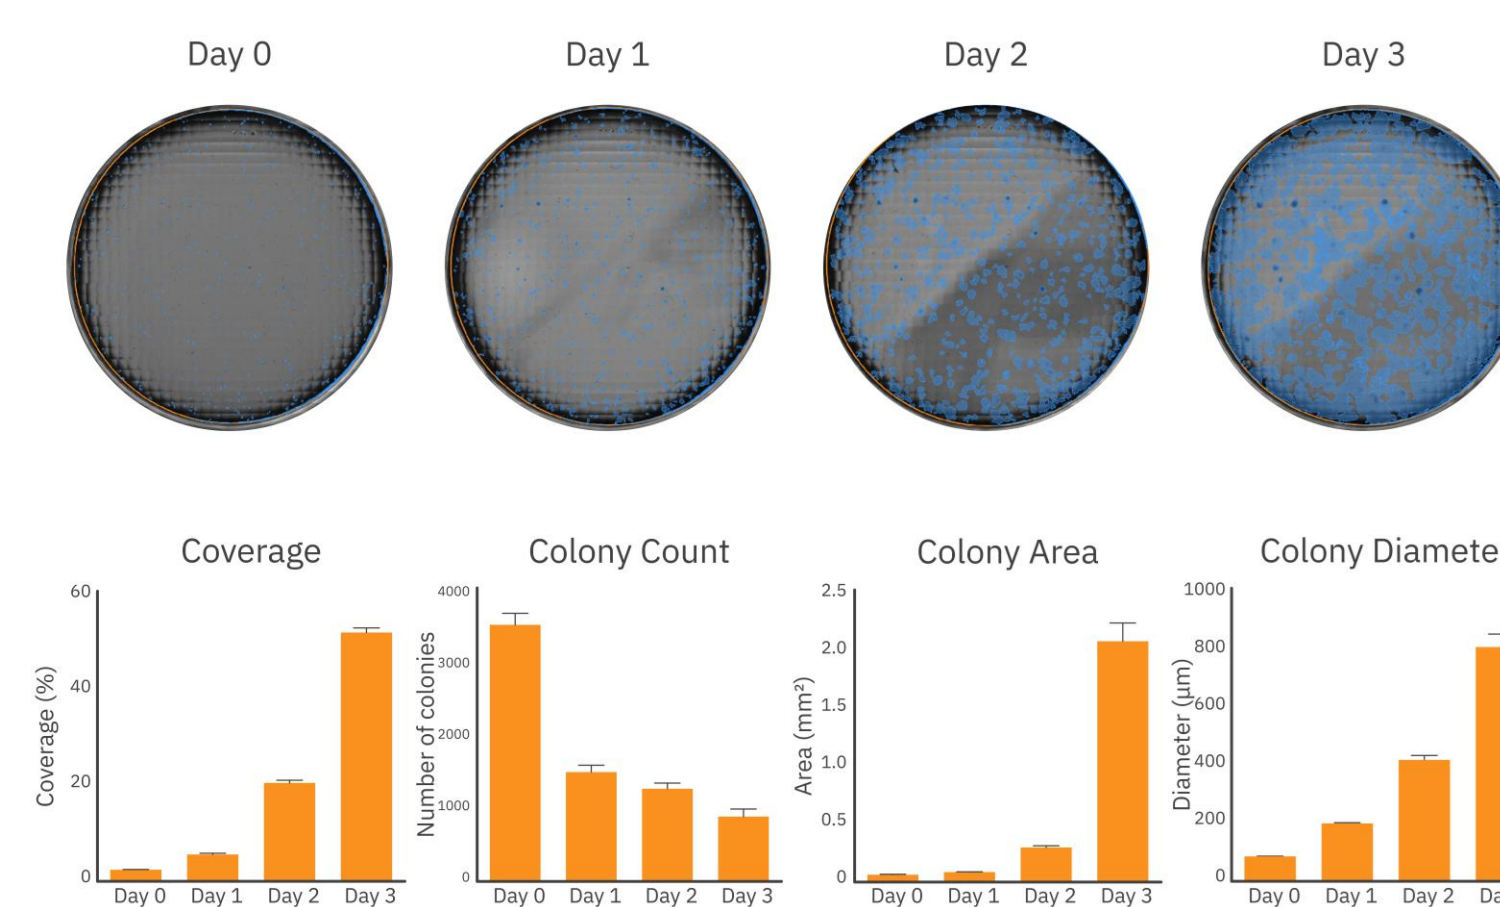 Day 0 Day 1 Day 2 Day 3
Coverage
Coverage (%)
60
40
20
0
Day 0 Day 1 Day 2 Day 3
Colony Count
Number of colonies
4000
3000
2000
1000
0
Day 0 Day 1 Day 2 Day 3
Colony Area
Area (mm²)
2.5
2.0
1.5
1.0
0.5
0
Day 0 Day 1 Day 2 Day 3
Colony Diamete
Diameter (µm)
1000
800
600
400
200
0
Day 0 Day 1 Day 2 Da